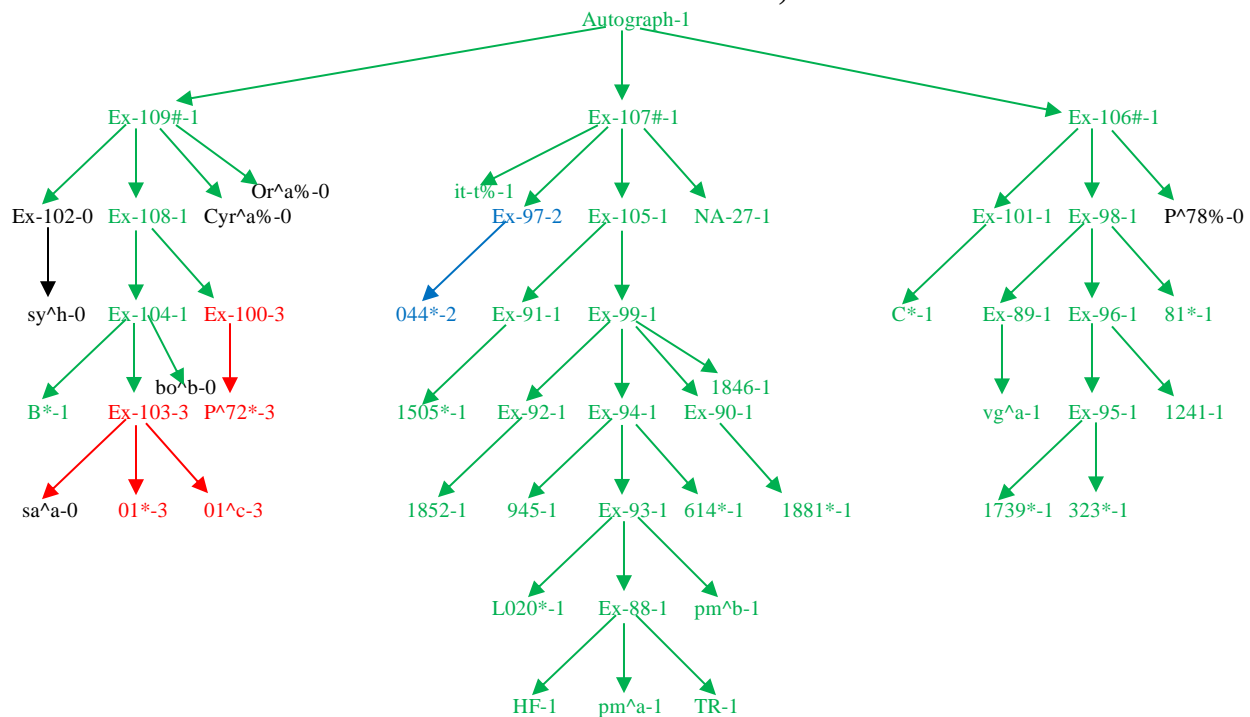 Autograph-1
Ex-109#-1 Ex-107#-1 Ex-106#-1
Or^a%-0 it-t%-1
Ex-102-0 Ex-108-1 Cyr^a%-0 Ex-97-2 Ex-105-1 NA-27-1 Ex-101-1 Ex-98-1 P^78%-0
sy^h-0 Ex-104-1 Ex-100-3 044*-2 Ex-91-1 Ex-99-1 C*-1 Ex-89-1 Ex-96-1 81*-1
bo^b-0 1846-1
B*-1 Ex-103-3 P^72*-3 1505*-1 Ex-92-1 Ex-94-1 Ex-90-1 vg^a-1 Ex-95-1 1241-1
sa^a-0 01*-3 01^c-3 1852-1 945-1 Ex-93-1 614*-1 1881*-1 1739*-1 323*-1
L020*-1 Ex-88-1 pm^b-1
HF-1 pm^a-1 TR-1